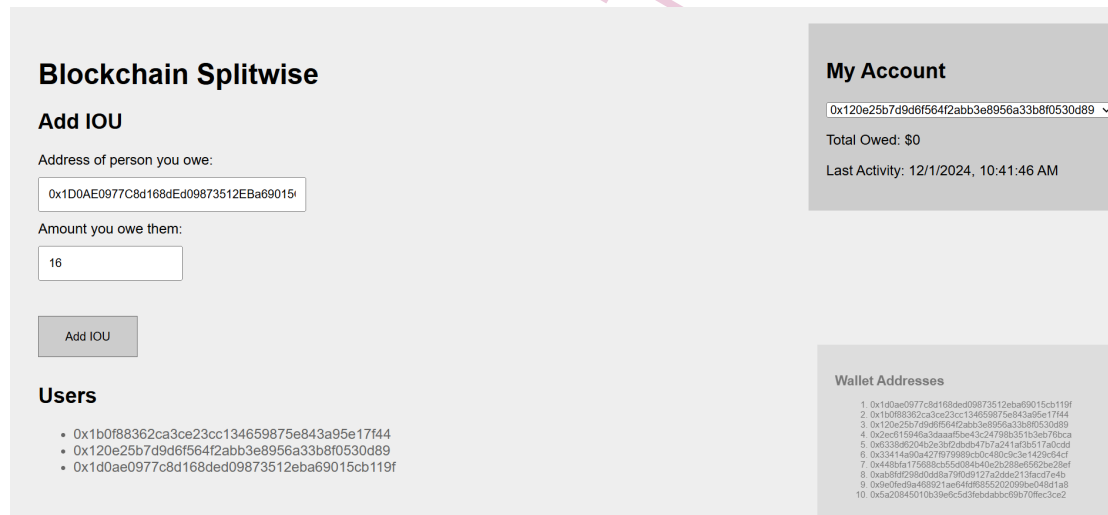 Blockchain Splitwise
Add IOU
Address of person you owe:
0x1D0AE0977C8d168dEd09873512EBa69015
Amount you owe them:
16
Add IOU
Users
0x1b0f88362ca3ce23cc134659875e843a95e17f44
0x120e25b7d9d6f564f2abb3e8956a33b8f0530d89
0x1d0ae0977c8d168ded09873512eba69015cb119f
My Account
0x120e25b7d9d6f564f2abb3e8956a33b8f0530d89
Total Owed: $0
Last Activity: 12/1/2024, 10:41:46 AM
Wallet Addresses
1. 0x1d0ae0977c8d168ded09873512eba69015cb119f
2. 0x1b0f88362ca3ce23cc134659875e843a95e17f44
3. 0x120e25b7d9d6f564f2abb3e8956a33b8f0530d89
4. 0x2ec615946a3daaaf5be43c24798b351b3eb76bca
5. 0x6338d6204b2e3bf2dbdb47b7a241af3b517a0cdd
6. 0x33414a90a427f979989cb0c480c9c3e1429c64cf
7. 0x448bfa175688cb55d084b40e2b288e6562be28ef
8. 0xab8fdf298d0dd8a79f0d9127a2dde213facd7e4b
9. 0x9e0fed9a468921ae64fdf6855202099be048d1a8
10. 0x5a20845010b39e6c5d3febdabbc69b70ffec3ce2